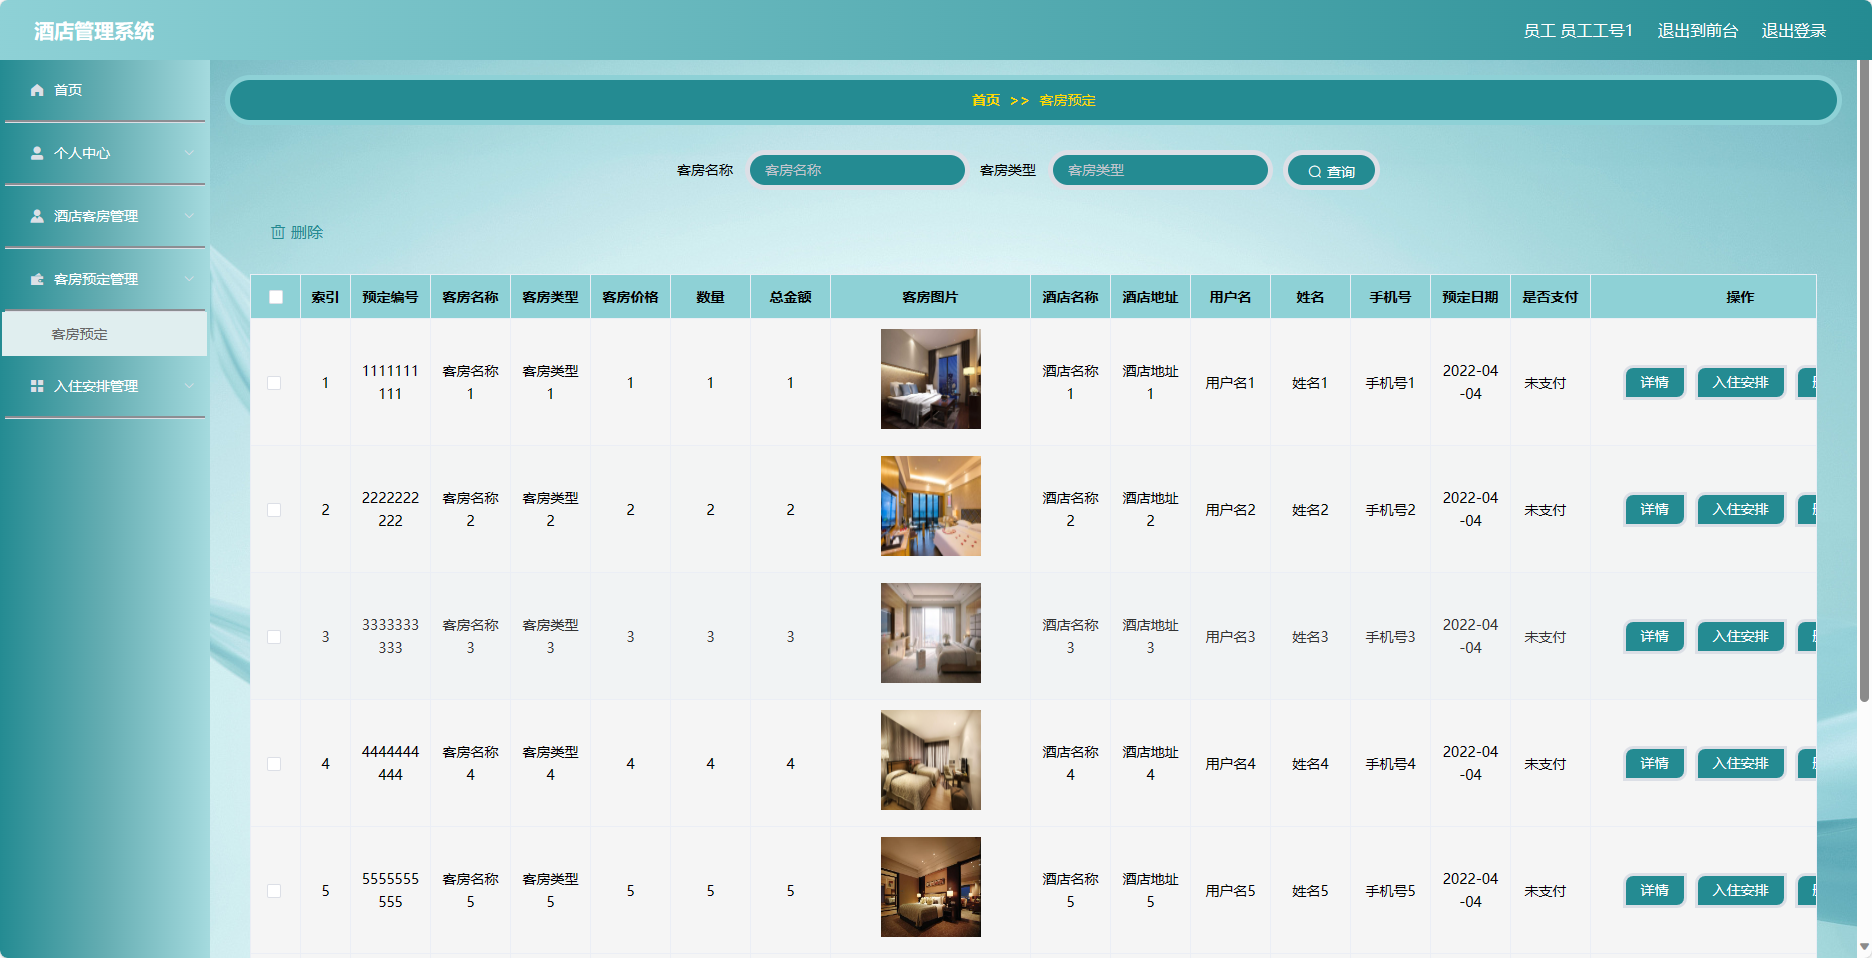 酒店管理系统
员工 员工工号1 退出到前台 退出登录
首页
个人中心
酒店客房管理
客房预定管理
客房预定
入住安排管理
首页 >> 客房预定
客房名称 客房名称 客房类型 客房类型 查询
删除
索引 预定编号 客房名称 客房类型 客房价格 数量 总金额 客房图片 酒店名称 酒店地址 用户名 姓名 手机号 预定日期 是否支付 操作
1 1111111111 客房名称1 客房类型1 1 1 1 酒店名称1 酒店地址1 用户名1 姓名1 手机号1 2022-04-04 未支付 详情 入住安排
2 2222222222 客房名称2 客房类型2 2 2 2 酒店名称2 酒店地址2 用户名2 姓名2 手机号2 2022-04-04 未支付 详情 入住安排
3 3333333333 客房名称3 客房类型3 3 3 3 酒店名称3 酒店地址3 用户名3 姓名3 手机号3 2022-04-04 未支付 详情 入住安排
4 4444444444 客房名称4 客房类型4 4 4 4 酒店名称4 酒店地址4 用户名4 姓名4 手机号4 2022-04-04 未支付 详情 入住安排
5 5555555555 客房名称5 客房类型5 5 5 5 酒店名称5 酒店地址5 用户名5 姓名5 手机号5 2022-04-04 未支付 详情 入住安排